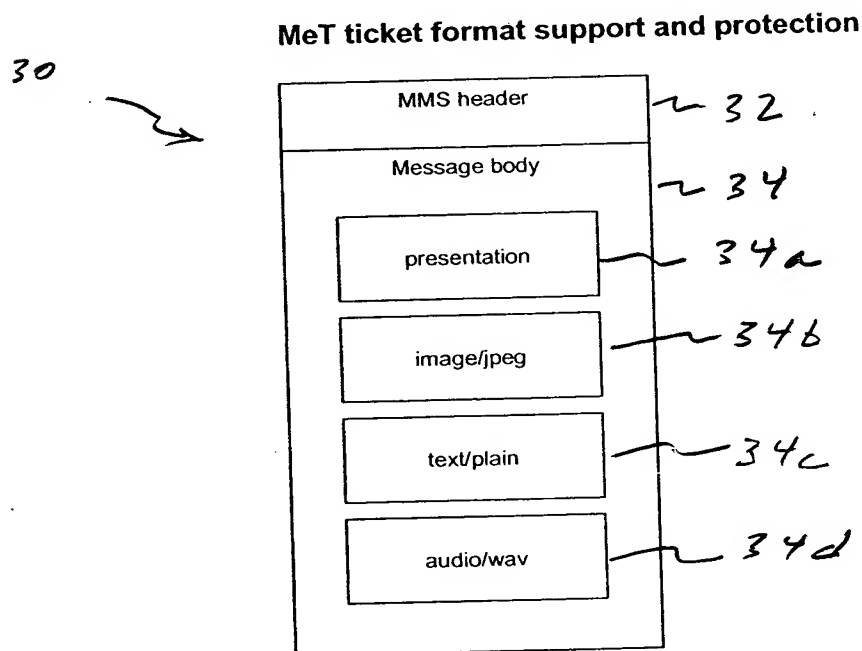 MeT ticket format support and protection
30
MMS header
32
Message body
34
presentation
34a
image/jpeg
34b
text/plain
34c
audio/wav
34d